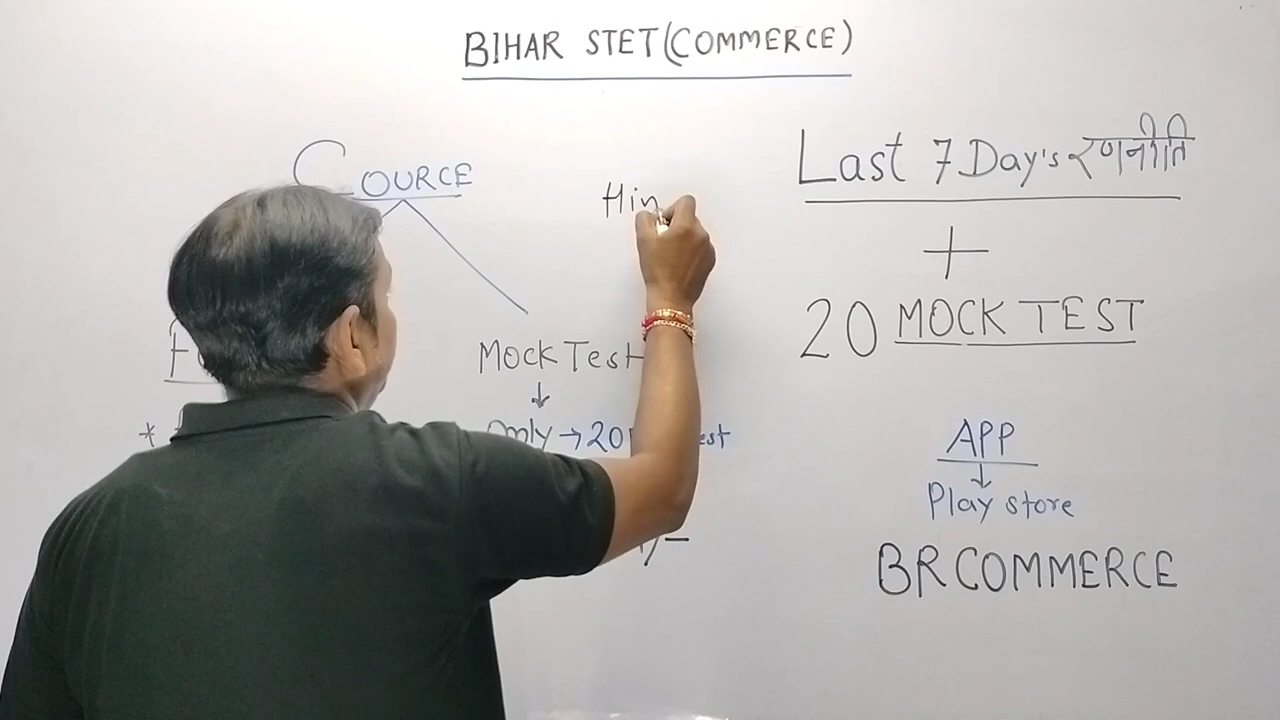 BIHAR STET (COMMERCE)
COURCE
Hin
Last 7 Day's रणनीति
+
20 MOCK TEST
Mock Test
↓
Only → 20
*
/-
APP
↓
Play store
BR COMMERCE